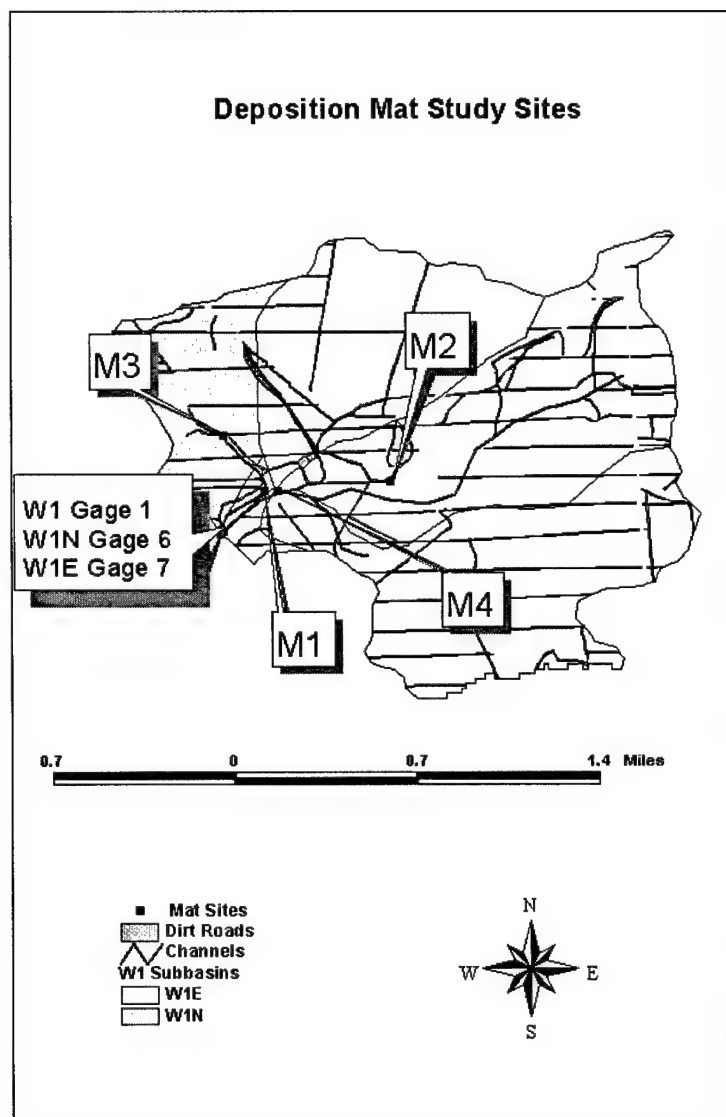 Deposition Mat Study Sites
M3
M2
W1 Gage 1
W1N Gage 6
W1E Gage 7
M4
M1
0.7 0 0.7 1.4 Miles
Mat Sites
Dirt Roads
Channels
W1 Subbasins
W1E
W1N
N
W E
S